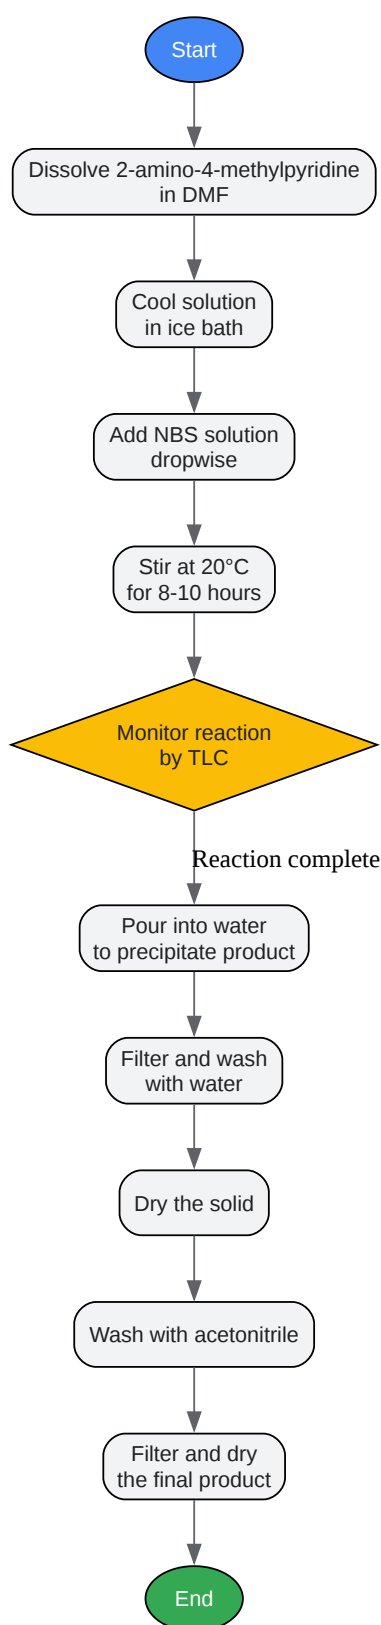 Start
Dissolve 2-amino-4-methylpyridine
in DMF
Cool solution
in ice bath
Add NBS solution
dropwise
Stir at 20°C
for 8-10 hours
Monitor reaction
by TLC
Reaction complete
Pour into water
to precipitate product
Filter and wash
with water
Dry the solid
Wash with acetonitrile
Filter and dry
the final product
End